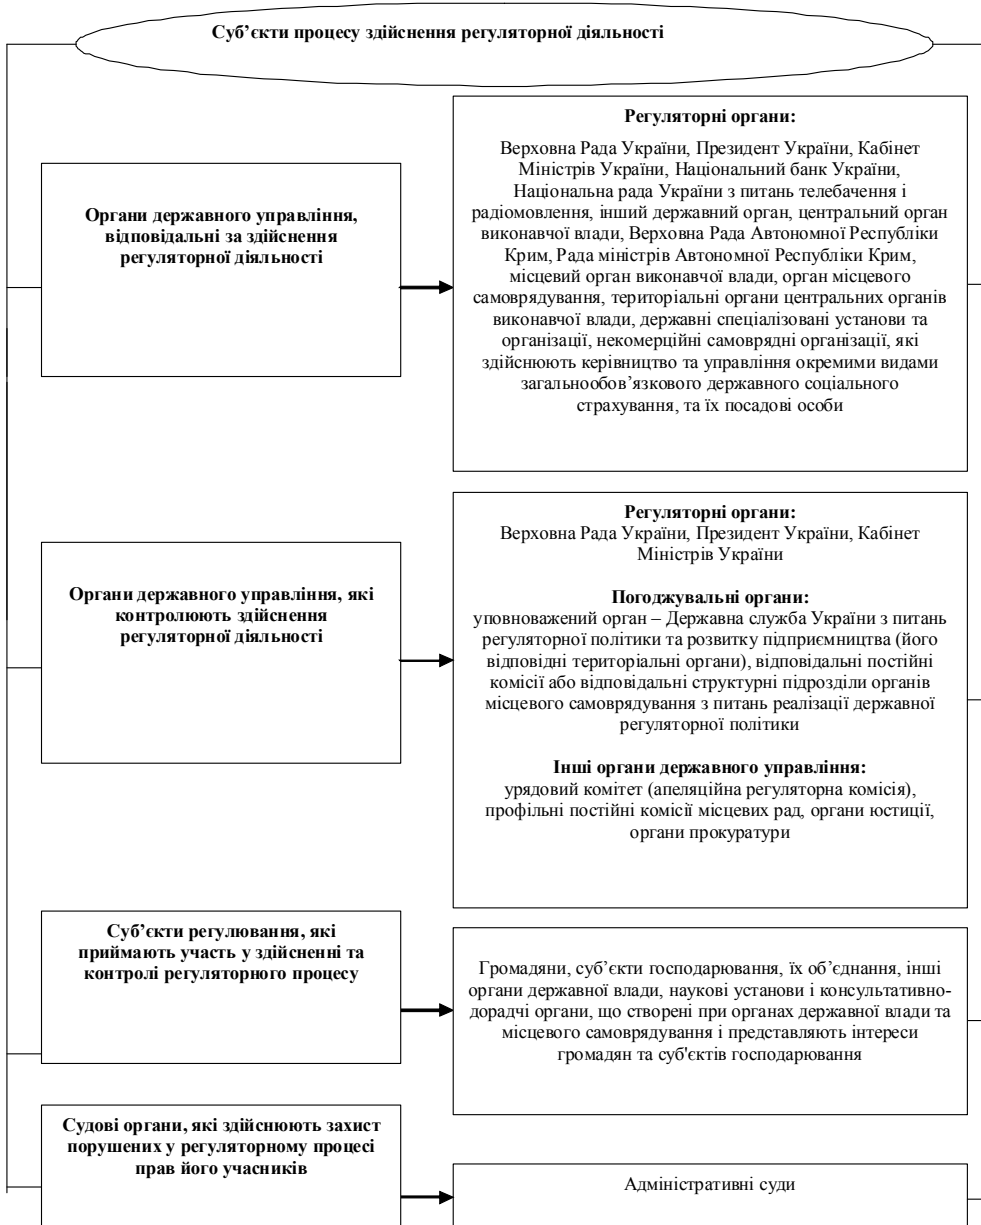 Суб’єкти процесу здійснення регуляторної діяльності
Органи державного управління,
відповідальні за здійснення
регуляторної діяльності
Регуляторні органи:
Верховна Рада України, Президент України, Кабінет
Міністрів України, Національний банк України,
Національна рада України з питань телебачення і
радіомовлення, інший державний орган, центральний орган
виконавчої влади, Верховна Рада Автономної Республіки
Крим, Рада міністрів Автономної Республіки Крим,
місцевий орган виконавчої влади, орган місцевого
самоврядування, територіальні органи центральних органів
виконавчої влади, державні спеціалізовані установи та
організації, некомерційні самоврядні організації, які
здійснюють керівництво та управління окремими видами
загальнообов’язкового державного соціального
страхування, та їх посадові особи
Органи державного управління, які
контролюють здійснення
регуляторної діяльності
Регуляторні органи:
Верховна Рада України, Президент України, Кабінет
Міністрів України
Погоджувальні органи:
уповноважений орган – Державна служба України з питань
регуляторної політики та розвитку підприємництва (його
відповідні територіальні органи), відповідальні постійні
комісії або відповідальні структурні підрозділи органів
місцевого самоврядування з питань реалізації державної
регуляторної політики
Інші органи державного управління:
урядовий комітет (апеляційна регуляторна комісія),
профільні постійні комісії місцевих рад, органи юстиції,
органи прокуратури
Суб’єкти регулювання, які
приймають участь у здійсненні та
контролі регуляторного процесу
Громадяни, суб’єкти господарювання, їх об’єднання, інші
органи державної влади, наукові установи і консультативно-
дорадчі органи, що створені при органах державної влади та
місцевого самоврядування і представляють інтереси
громадян та суб'єктів господарювання
Судові органи, які здійснюють захист
порушених у регуляторному процесі
прав його учасників
Адміністративні суди